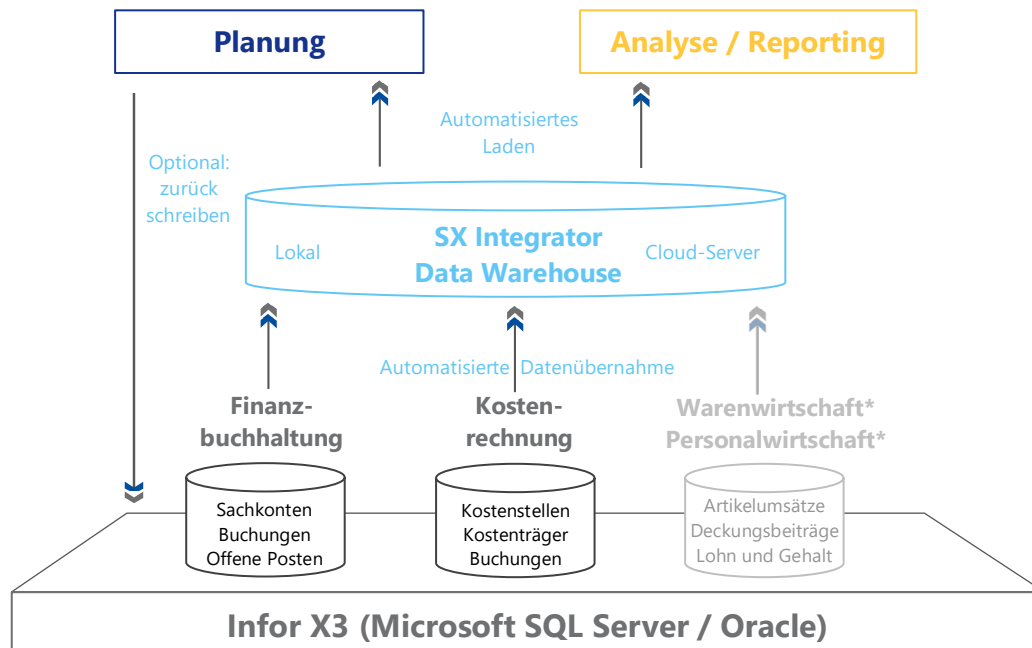 Planung
Analyse / Reporting
Automatisiertes
Laden
Optional:
zurück
schreiben
SX Integrator
Data Warehouse
Lokal
Cloud-Server
Automatisierte Datenübernahme
Finanz-
buchhaltung
Kosten-
rechnung
Warenwirtschaft*
Personalwirtschaft*
Sachkonten
Buchungen
Offene Posten
Kostenstellen
Kostenträger
Buchungen
Artikelumsätze
Deckungsbeiträge
Lohn und Gehalt
Infor X3 (Microsoft SQL Server / Oracle)